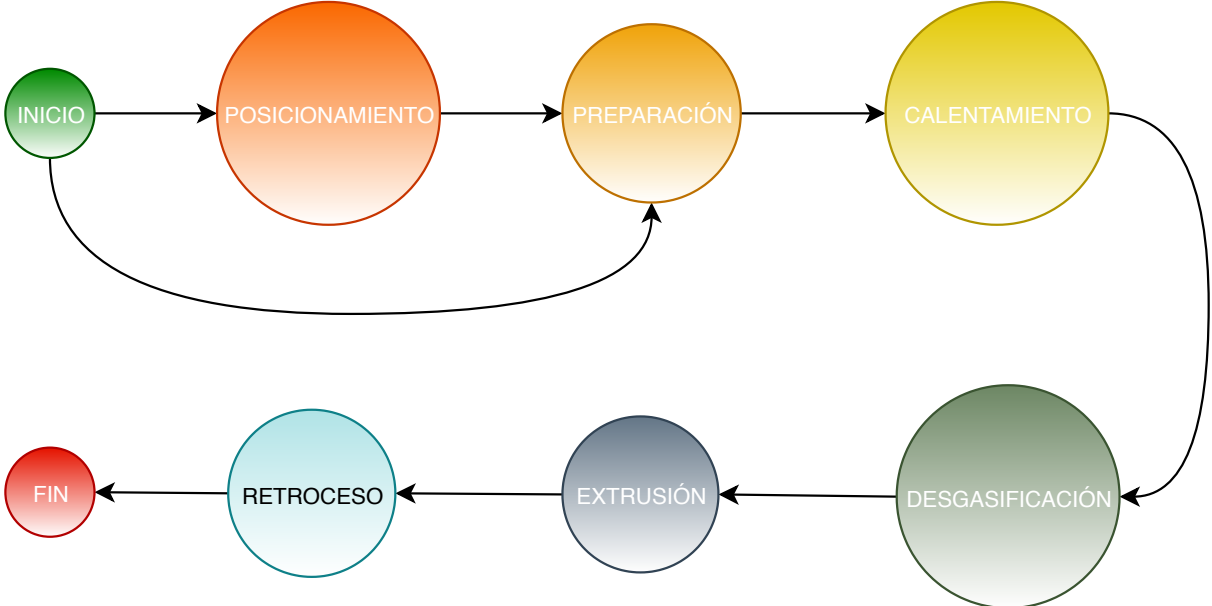 INICIO
POSICIONAMIENTO
PREPARACIÓN
CALENTAMIENTO
FIN
RETROCESO
EXTRUSIÓN
DESGASIFICACIÓN